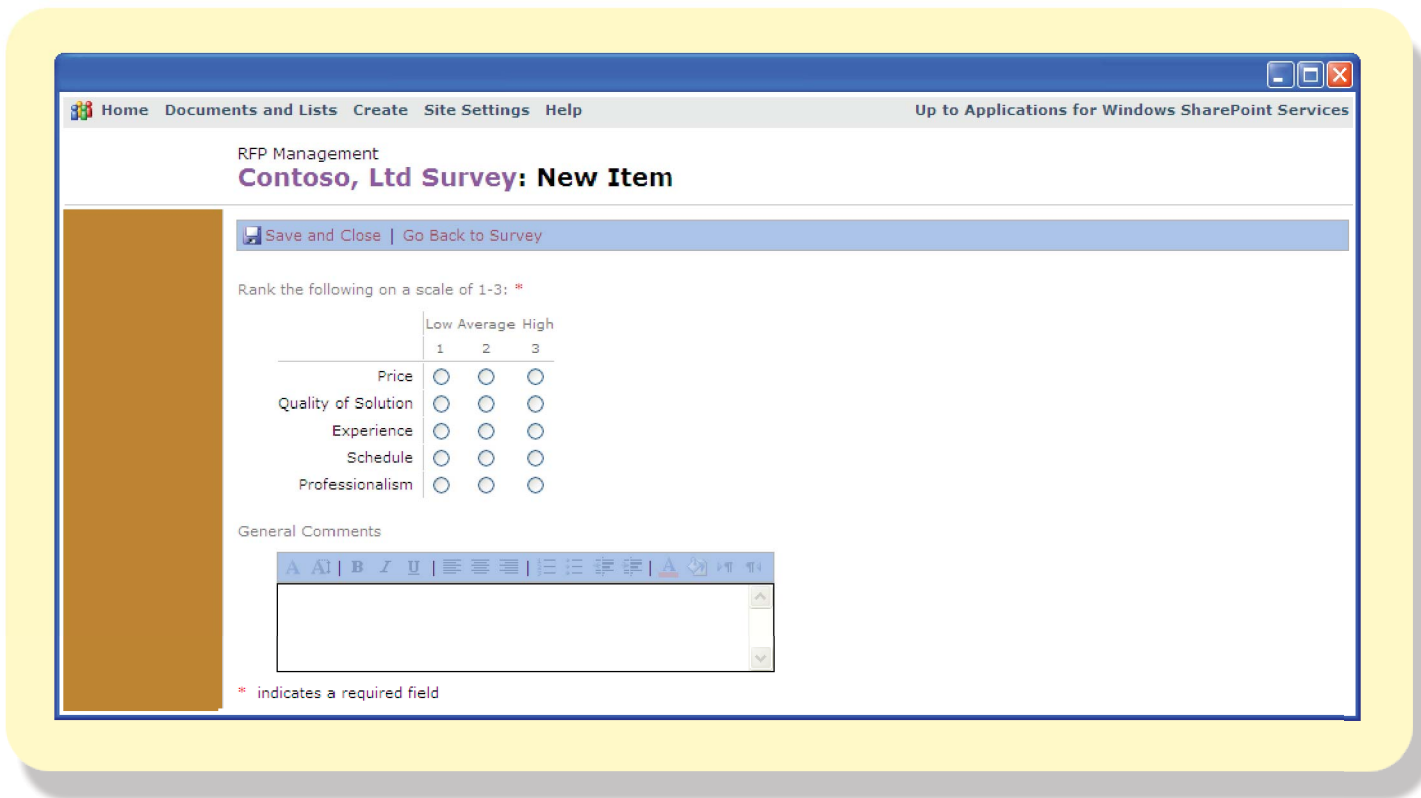 Home Documents and Lists Create Site Settings Help Up to Applications for Windows SharePoint Services
RFP Management
Contoso, Ltd Survey: New Item
Save and Close | Go Back to Survey
Rank the following on a scale of 1-3: *
Low Average High
1 2 3
Price
Quality of Solution
Experience
Schedule
Professionalism
General Comments
A A | B I U | | | A
* indicates a required field